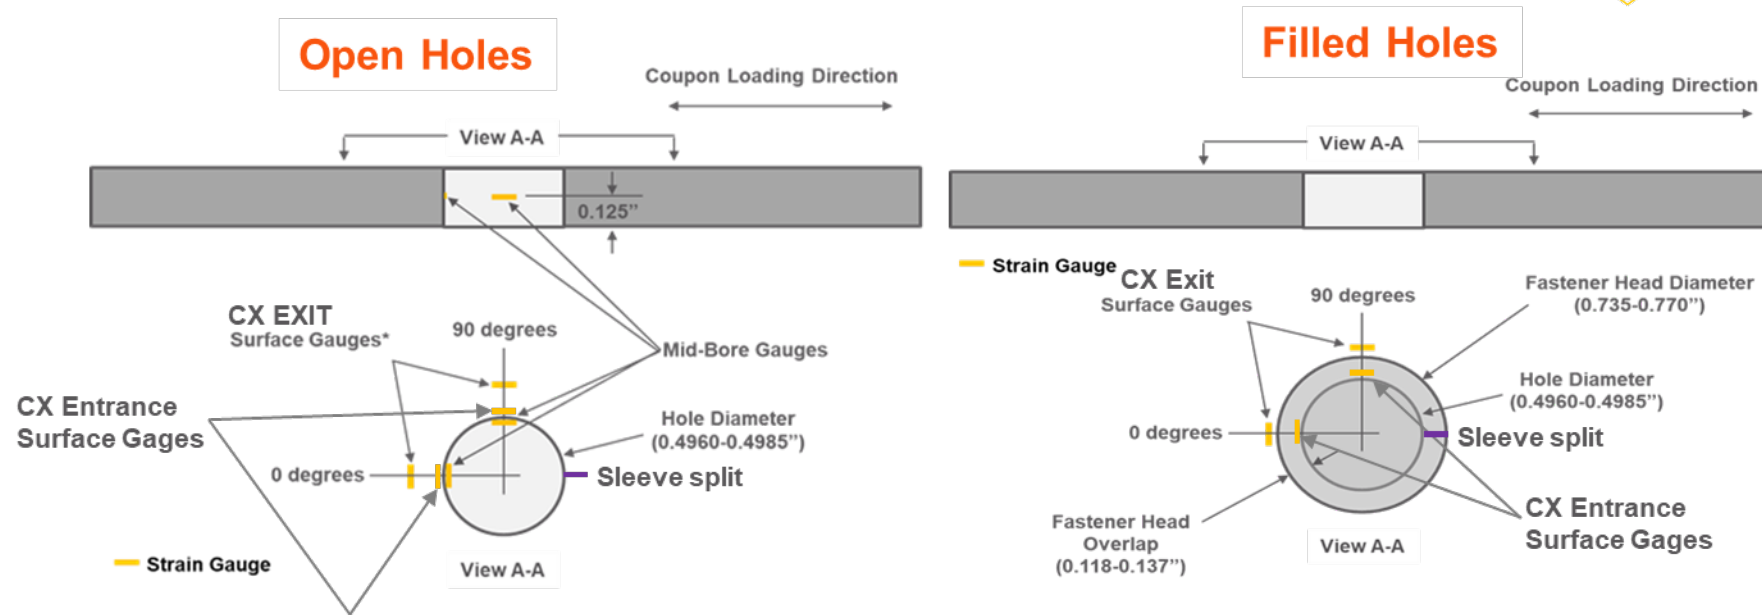 Open Holes
Coupon Loading Direction
View A-A
0.125”
CX EXIT
Surface Gauges*
90 degrees
Mid-Bore Gauges
CX Entrance
Surface Gages
Hole Diameter
(0.4960-0.4985”)
0 degrees
Sleeve split
Strain Gauge
View A-A
Filled Holes
Coupon Loading Direction
View A-A
Strain Gauge
CX Exit
Surface Gauges
90 degrees
Fastener Head Diameter
(0.735-0.770”)
Hole Diameter
(0.4960-0.4985”)
0 degrees
Sleeve split
CX Entrance
Surface Gages
Fastener Head
Overlap
(0.118-0.137”)
View A-A